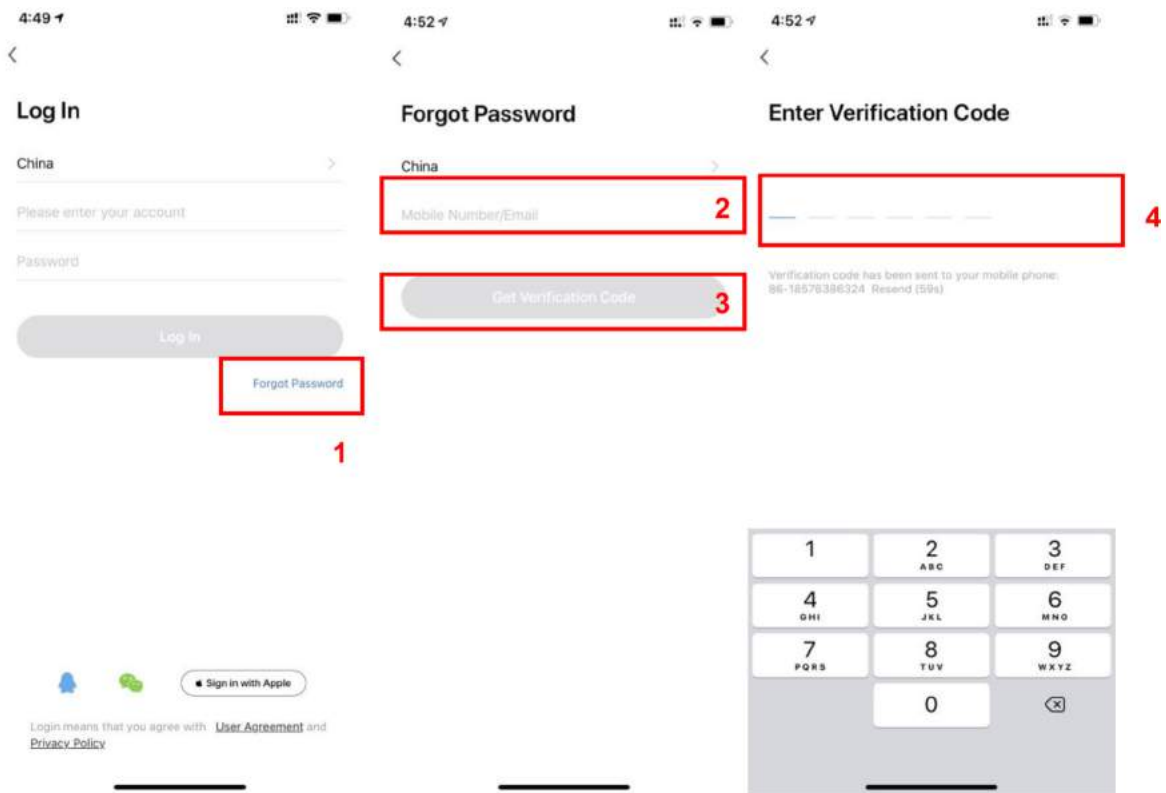 4:49
Log In
China
Please enter your account
Password
Log In
Forgot Password
1
Sign in with Apple
Login means that you agree with User Agreement and
Privacy Policy
4:52
Forgot Password
China
Mobile Number/Email
2
Get Verification Code
3
4:52
Enter Verification Code
4
Verification code has been sent to your mobile phone:
86-18576386324 Resend (59s)
1
2
ABC
3
DEF
4
GHI
5
JKL
6
MNO
7
PQRS
8
TUV
9
WXYZ
0